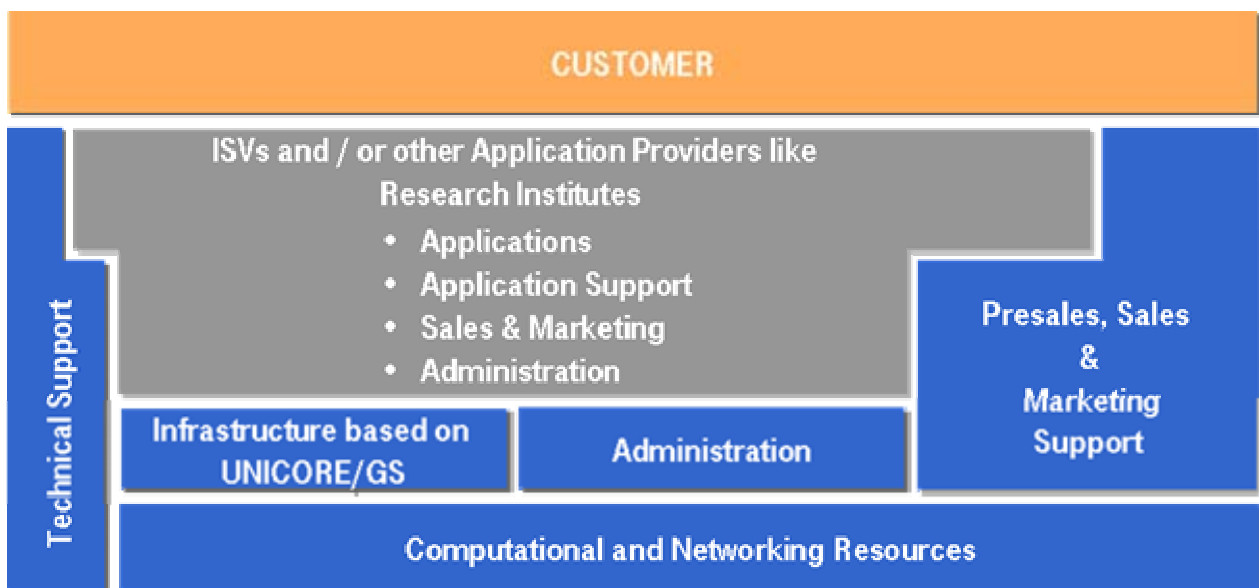 CUSTOMER
ISVs and / or other Application Providers like
Research Institutes
• Applications
• Application Support
• Sales & Marketing
• Administration
Technical Support
Presales, Sales
&
Marketing
Support
Infrastructure based on
UNICORE/GS
Administration
Computational and Networking Resources